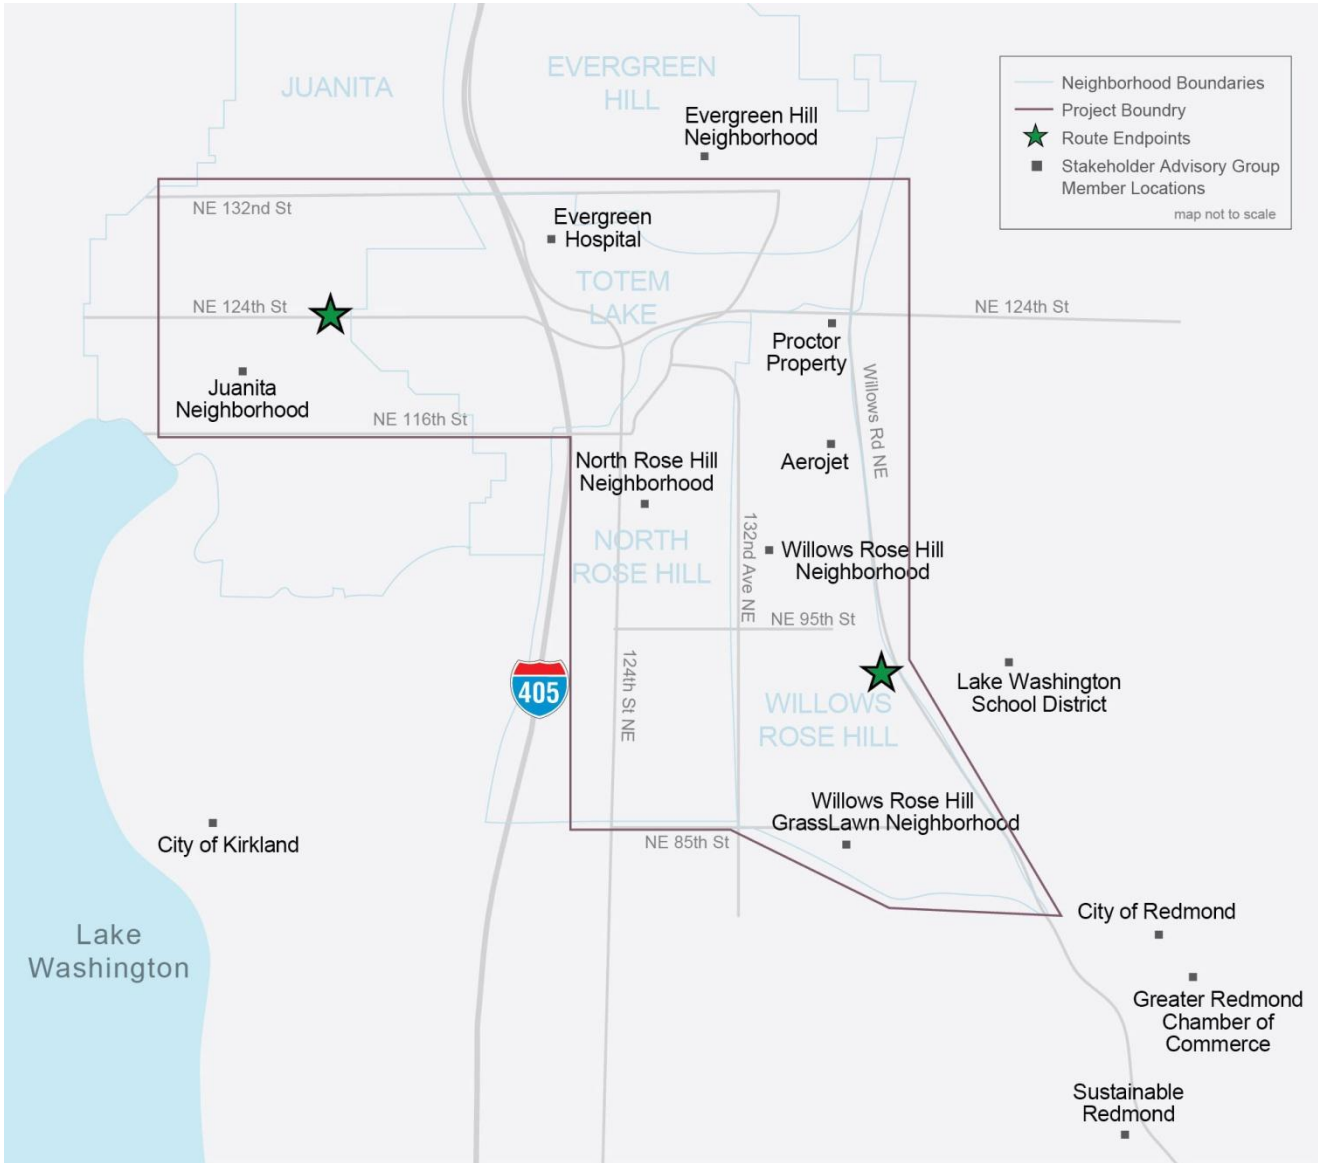 JUANITA
EVERGREEN
HILL
Evergreen Hill
Neighborhood
Neighborhood Boundaries
Project Boundry
Route Endpoints
Stakeholder Advisory Group
Member Locations
map not to scale
NE 132nd St
Evergreen
Hospital
TOTEM
LAKE
NE 124th St
NE 124th St
Proctor
Property
Juanita
Neighborhood
Willows Rd NE
NE 116th St
North Rose Hill
Neighborhood
Aerojet
NORTH
ROSE HILL
132nd Ave NE
Willows Rose Hill
Neighborhood
NE 95th St
405
124th St NE
Lake Washington
School District
WILLOWS
ROSE HILL
Willows Rose Hill
GrassLawn Neighborhood
NE 85th St
City of Kirkland
Lake
Washington
City of Redmond
Greater Redmond
Chamber of
Commerce
Sustainable
Redmond